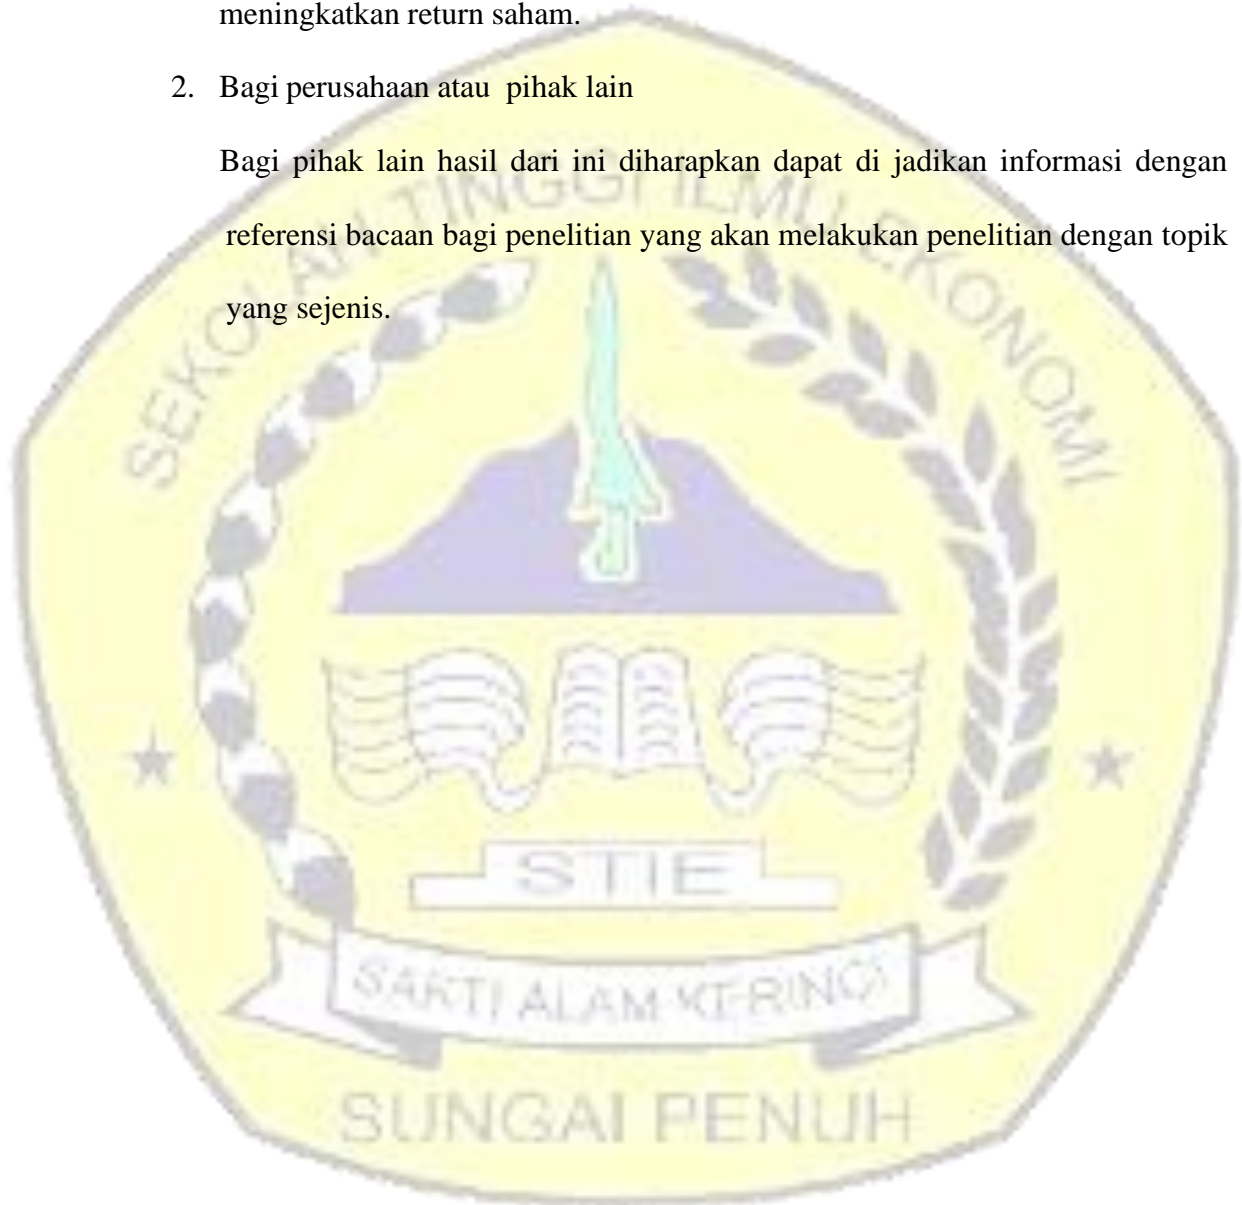 meningkatkan return saham.
2. Bagi perusahaan atau pihak lain
Bagi pihak lain hasil dari ini diharapkan dapat di jadikan informasi dengan
referensi bacaan bagi penelitian yang akan melakukan penelitian dengan topik
yang sejenis.
SEKOLAH TINGGI ILMU EKONOMI
STIE
SAKTI ALAM KERINCI
SUNGAI PENUH